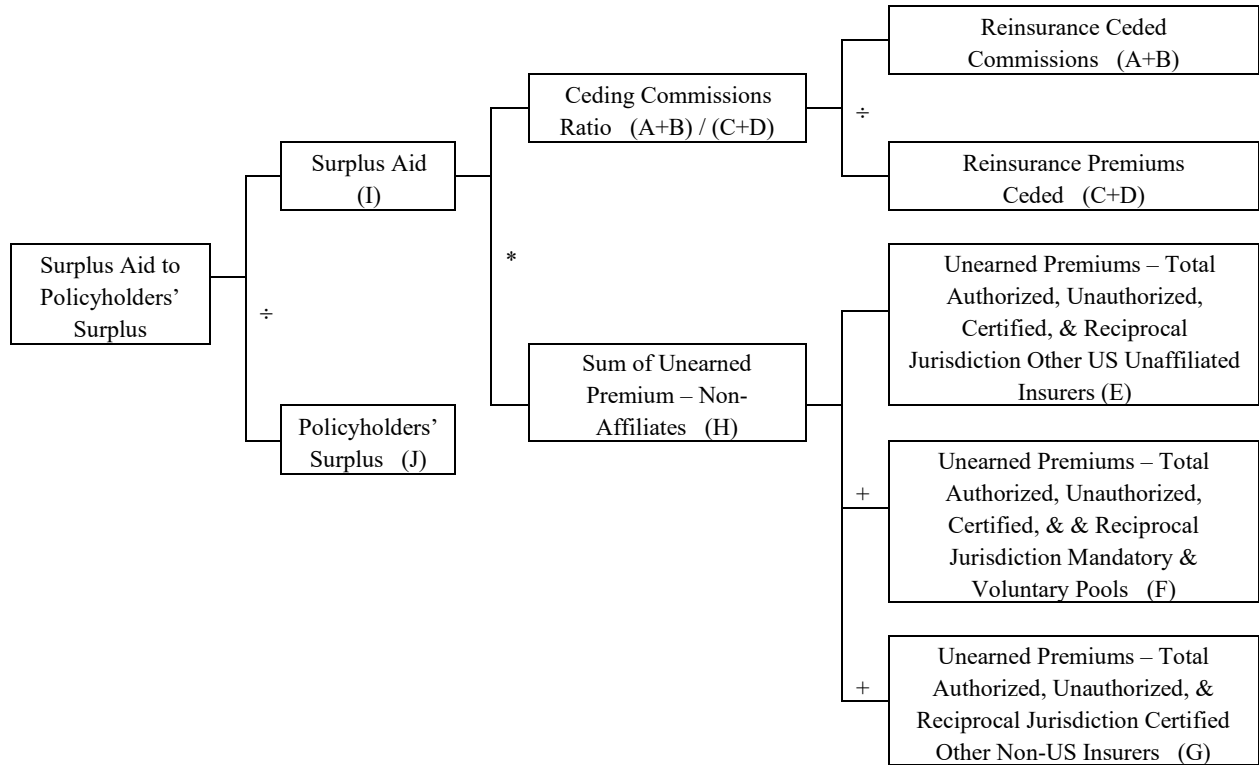 Surplus Aid to
Policyholders’
Surplus
÷
Surplus Aid
(I)
Policyholders’
Surplus (J)
*
Ceding Commissions
Ratio (A+B) / (C+D)
Sum of Unearned
Premium – Non-
Affiliates (H)
÷
Reinsurance Ceded
Commissions (A+B)
Reinsurance Premiums
Ceded (C+D)
Unearned Premiums – Total
Authorized, Unauthorized,
Certified, & Reciprocal
Jurisdiction Other US Unaffiliated
Insurers (E)
+
Unearned Premiums – Total
Authorized, Unauthorized,
Certified, & & Reciprocal
Jurisdiction Mandatory &
Voluntary Pools (F)
+
Unearned Premiums – Total
Authorized, Unauthorized, &
Reciprocal Jurisdiction Certified
Other Non-US Insurers (G)